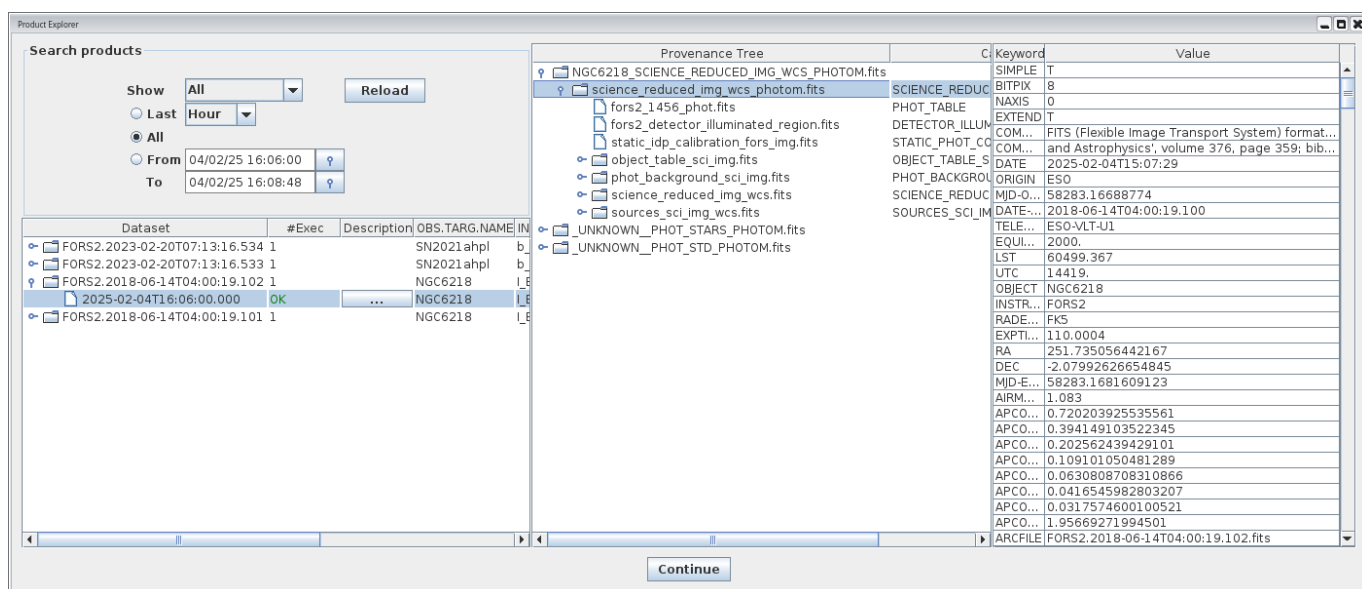 Product Explorer
Search products
Show All Reload
Last Hour
All
From 04/02/25 16:06:00
To 04/02/25 16:08:48
Dataset #Exec Description OBS.TARG.NAME IN
FORS2.2023-02-20T07:13:16.534 1 SN2021ahpl b_
FORS2.2023-02-20T07:13:16.533 1 SN2021ahpl b_
FORS2.2018-06-14T04:00:19.102 1 NGC6218 I_E
2025-02-04T16:06:00.000 OK ... NGC6218 I_E
FORS2.2018-06-14T04:00:19.101 1 NGC6218 I_E
Provenance Tree Ca
NGC6218_SCIENCE_REDUCED_IMG_WCS_PHOTOM.fits
science_reduced_img_wcs_photom.fits SCIENCE_REDUC
fors2_1456_phot.fits PHOT_TABLE
fors2_detector_illuminated_region.fits DETECTOR_ILLUM
static_idp_calibration_fors_img.fits STATIC_PHOT_CO
object_table_sci_img.fits OBJECT_TABLE_S
phot_background_sci_img.fits PHOT_BACKGROU
science_reduced_img_wcs.fits SCIENCE_REDUC
sources_sci_img_wcs.fits SOURCES_SCI_IM
_UNKNOWN__PHOT_STARS_PHOTOM.fits
_UNKNOWN__PHOT_STD_PHOTOM.fits
Keyword Value
SIMPLE T
BITPIX 8
NAXIS 0
EXTEND T
COM... FITS (Flexible Image Transport System) format...
COM... and Astrophysics', volume 376, page 359; bib...
DATE 2025-02-04T15:07:29
ORIGIN ESO
MJD-O... 58283.16688774
DATE-... 2018-06-14T04:00:19.100
TELE... ESO-VLT-U1
EQUI... 2000.
LST 60499.367
UTC 14419.
OBJECT NGC6218
INSTR... FORS2
RADE... FK5
EXPTI... 110.0004
RA 251.735056442167
DEC -2.07992626654845
MJD-E... 58283.1681609123
AIRM... 1.083
APCO... 0.720203925535561
APCO... 0.394149103522345
APCO... 0.202562439429101
APCO... 0.109101050481289
APCO... 0.0630808708310866
APCO... 0.0416545982803207
APCO... 0.0317574600100521
APCO... 1.95669271994501
ARCFILE FORS2.2018-06-14T04:00:19.102.fits
Continue